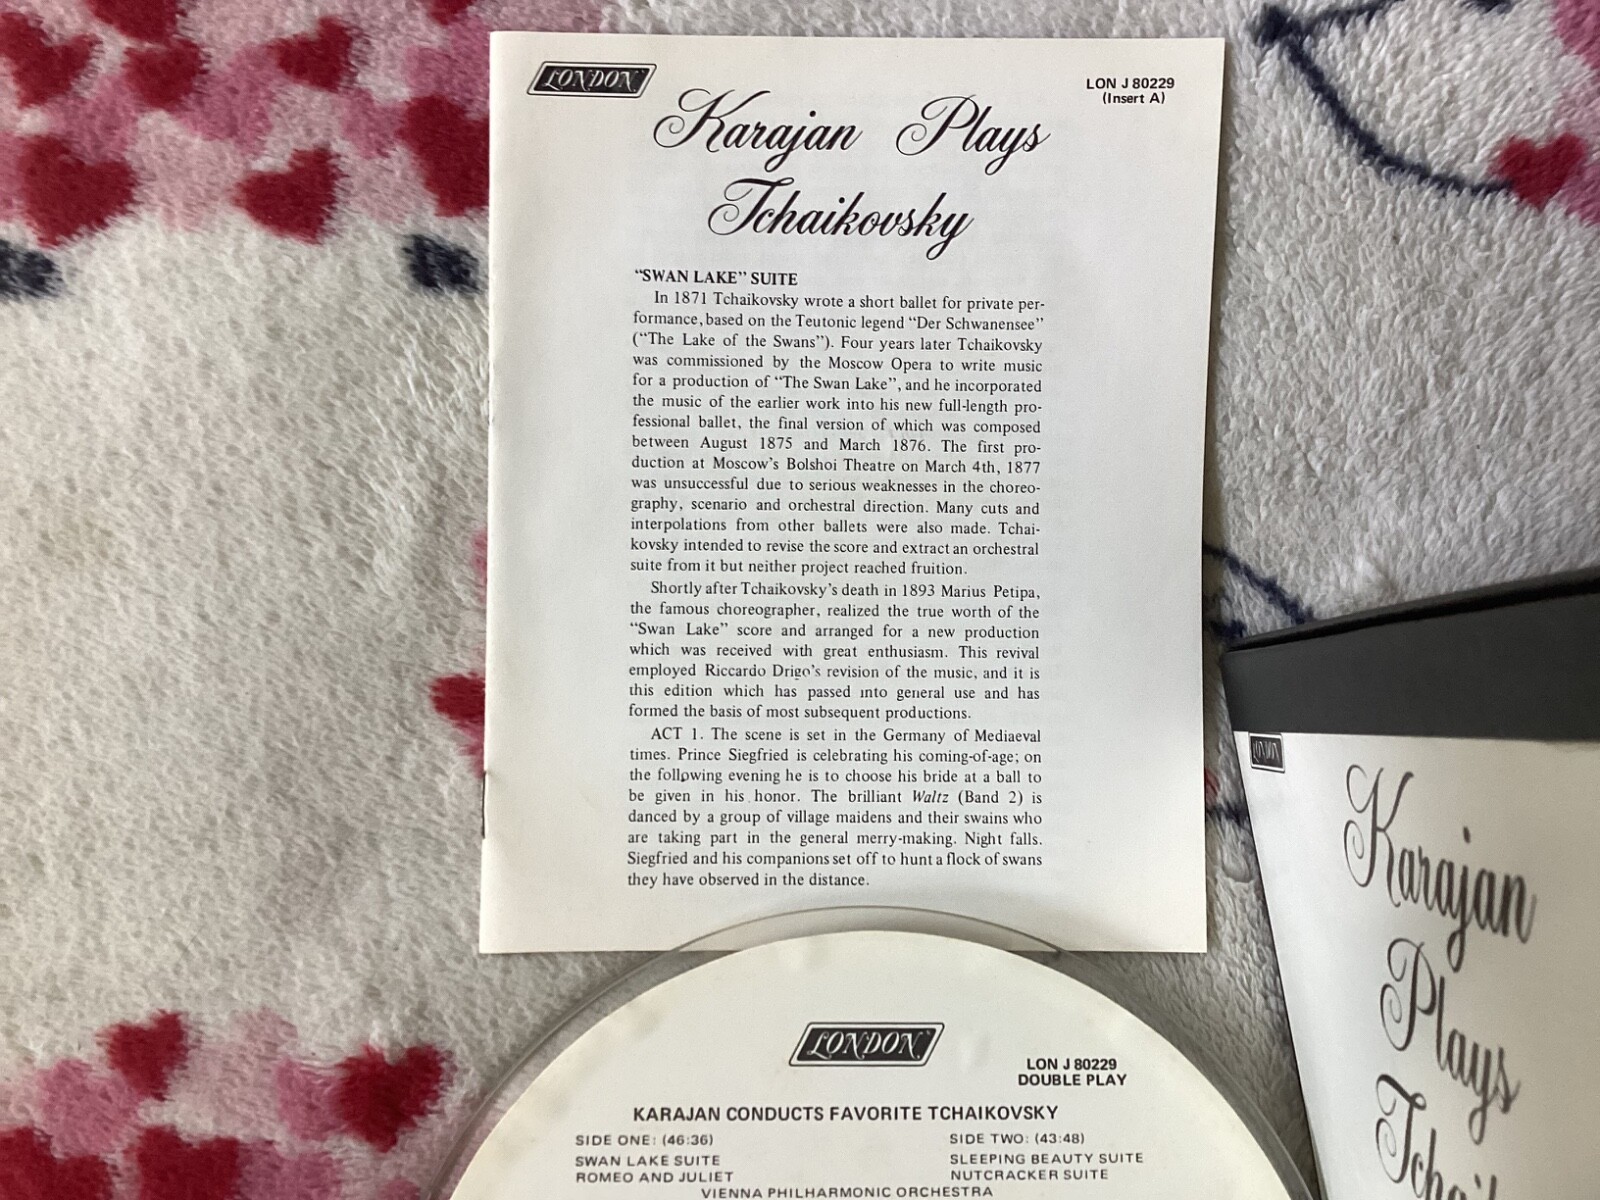 LONDON
LON J 80229
(Insert A)
Karajan Plays
Tchaikovsky
“SWAN LAKE” SUITE
In 1871 Tchaikovsky wrote a short ballet for private per-
formance, based on the Teutonic legend “Der Schwanensee”
(“The Lake of the Swans”). Four years later Tchaikovsky
was commissioned by the Moscow Opera to write music
for a production of “The Swan Lake”, and he incorporated
the music of the earlier work into his new full-length pro-
fessional ballet, the final version of which was composed
between August 1875 and March 1876. The first pro-
duction at Moscow’s Bolshoi Theatre on March 4th, 1877
was unsuccessful due to serious weaknesses in the choreo-
graphy, scenario and orchestral direction. Many cuts and
interpolations from other ballets were also made. Tchai-
kovsky intended to revise the score and extract an orchestral
suite from it but neither project reached fruition.
Shortly after Tchaikovsky’s death in 1893 Marius Petipa,
the famous choreographer, realized the true worth of the
“Swan Lake” score and arranged for a new production
which was received with great enthusiasm. This revival
employed Riccardo Drigo’s revision of the music, and it is
this edition which has passed into general use and has
formed the basis of most subsequent productions.
ACT 1. The scene is set in the Germany of Mediaeval
times. Prince Siegfried is celebrating his coming-of-age; on
the following evening he is to choose his bride at a ball to
be given in his honor. The brilliant Waltz (Band 2) is
danced by a group of village maidens and their swains who
are taking part in the general merry-making. Night falls.
Siegfried and his companions set off to hunt a flock of swans
they have observed in the distance.
LONDON
LON J 80229
DOUBLE PLAY
KARAJAN CONDUCTS FAVORITE TCHAIKOVSKY
SIDE ONE: (46:36)
SWAN LAKE SUITE
ROMEO AND JULIET
SIDE TWO: (43:48)
SLEEPING BEAUTY SUITE
NUTCRACKER SUITE
VIENNA PHILHARMONIC ORCHESTRA
LONDON
Karajan
Plays
Tchai